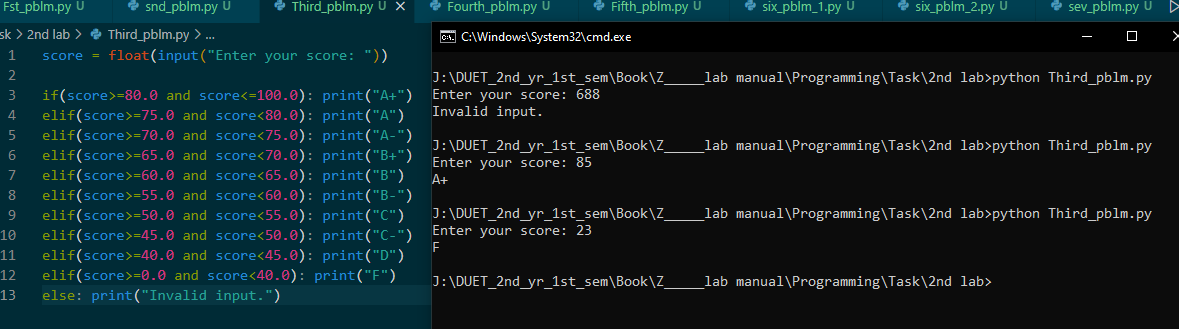 Fst_pblm.py U snd_pblm.py U Third_pblm.py U × Fourth_pblm.py U Fifth_pblm.py U six_pblm_1.py U six_pblm_2.py U sev_pblm.py U
sk > 2nd lab > Third_pblm.py > ...
1 score = float(input("Enter your score: "))
2
3 if(score>=80.0 and score<=100.0): print("A+")
4 elif(score>=75.0 and score<80.0): print("A")
5 elif(score>=70.0 and score<75.0): print("A-")
6 elif(score>=65.0 and score<70.0): print("B+")
7 elif(score>=60.0 and score<65.0): print("B")
8 elif(score>=55.0 and score<60.0): print("B-")
9 elif(score>=50.0 and score<55.0): print("C")
10 elif(score>=45.0 and score<50.0): print("C-")
11 elif(score>=40.0 and score<45.0): print("D")
12 elif(score>=0.0 and score<40.0): print("F")
13 else: print("Invalid input.")
C:\Windows\System32\cmd.exe
J:\DUET_2nd_yr_1st_sem\Book\Z_____lab manual\Programming\Task\2nd lab>python Third_pblm.py
Enter your score: 688
Invalid input.
J:\DUET_2nd_yr_1st_sem\Book\Z_____lab manual\Programming\Task\2nd lab>python Third_pblm.py
Enter your score: 85
A+
J:\DUET_2nd_yr_1st_sem\Book\Z_____lab manual\Programming\Task\2nd lab>python Third_pblm.py
Enter your score: 23
F
J:\DUET_2nd_yr_1st_sem\Book\Z_____lab manual\Programming\Task\2nd lab>